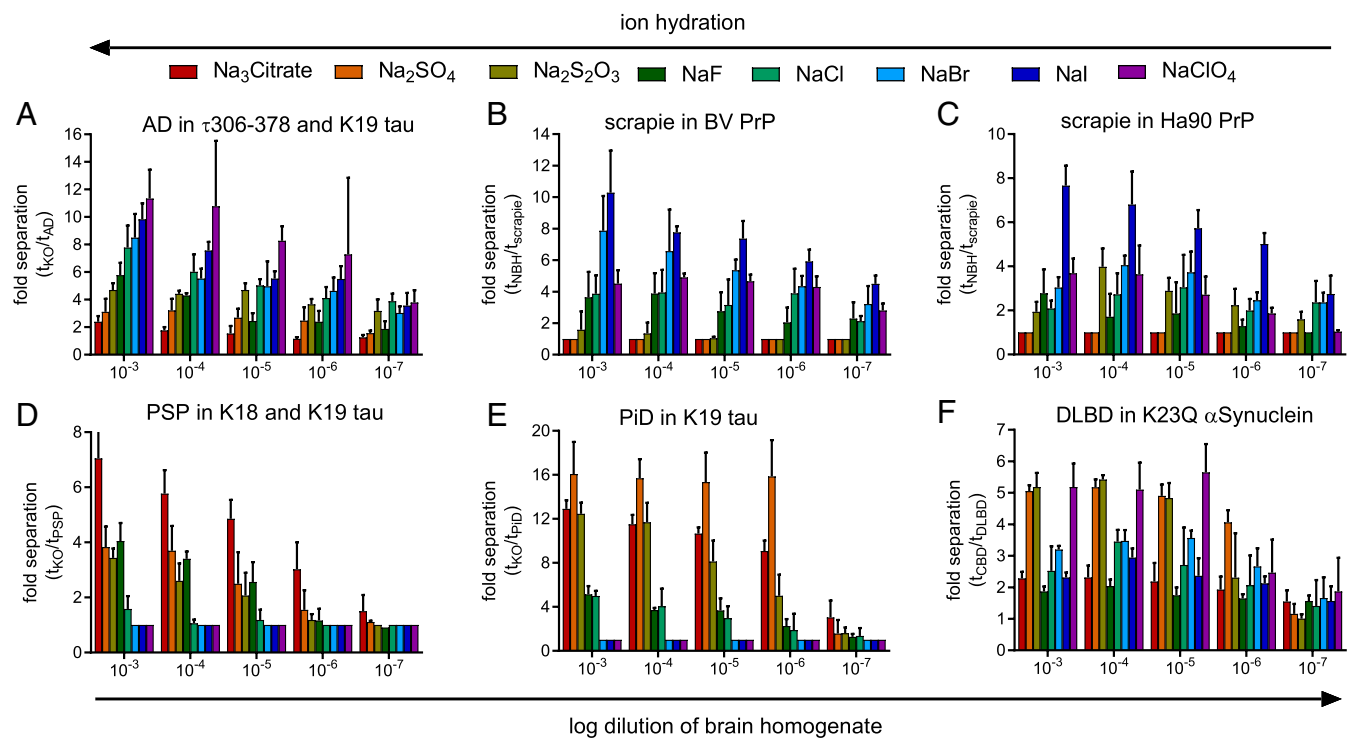 ion hydration
Na3Citrate Na2SO4 Na2S2O3 NaF NaCl NaBr NaI NaClO4
A AD in τ306-378 and K19 tau
fold separation
(tKO/tAD)
16
14
12
10
8
6
4
2
0
10-3 10-4 10-5 10-6 10-7
B scrapie in BV PrP
fold separation
(tNBH/tscrapie)
14
12
10
8
6
4
2
0
10-3 10-4 10-5 10-6 10-7
C scrapie in Ha90 PrP
fold separation
(tNBH/tscrapie)
10
8
6
4
2
0
10-3 10-4 10-5 10-6 10-7
D PSP in K18 and K19 tau
fold separation
(tKO/tPSP)
8
6
4
2
0
10-3 10-4 10-5 10-6 10-7
E PiD in K19 tau
fold separation
(tKO/tPiD)
20
16
12
8
4
0
10-3 10-4 10-5 10-6 10-7
F DLBD in K23Q αSynuclein
fold separation
(tCBD/tDLBD)
7
6
5
4
3
2
1
0
10-3 10-4 10-5 10-6 10-7
log dilution of brain homogenate